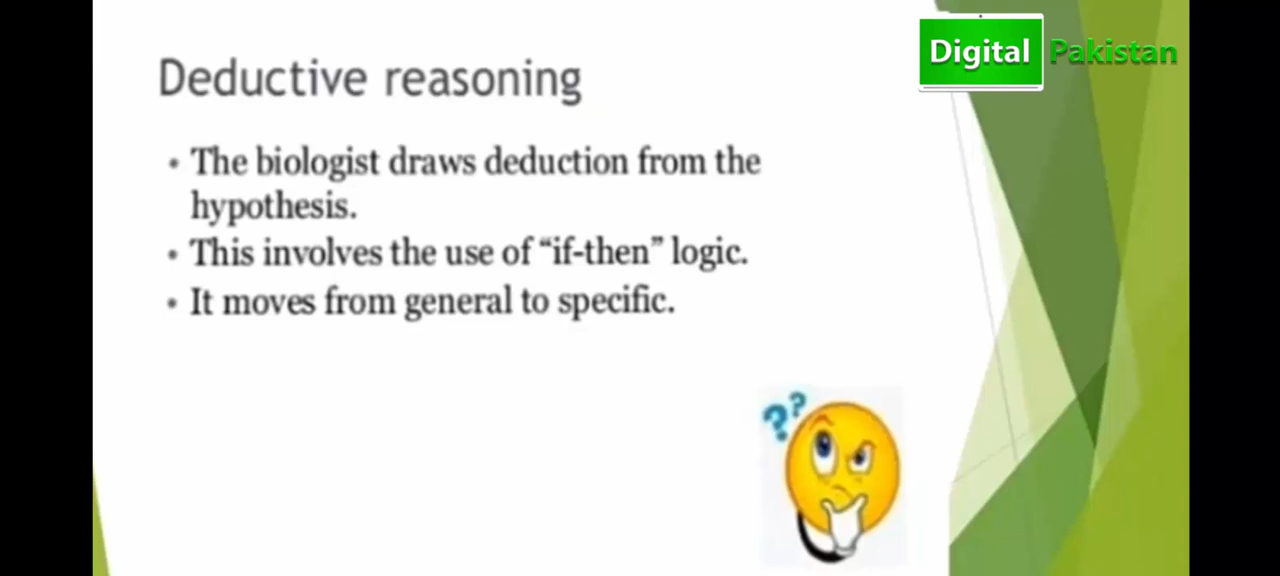 Digital Pakistan
Deductive reasoning
• The biologist draws deduction from the
hypothesis.
• This involves the use of “if-then” logic.
• It moves from general to specific.
??